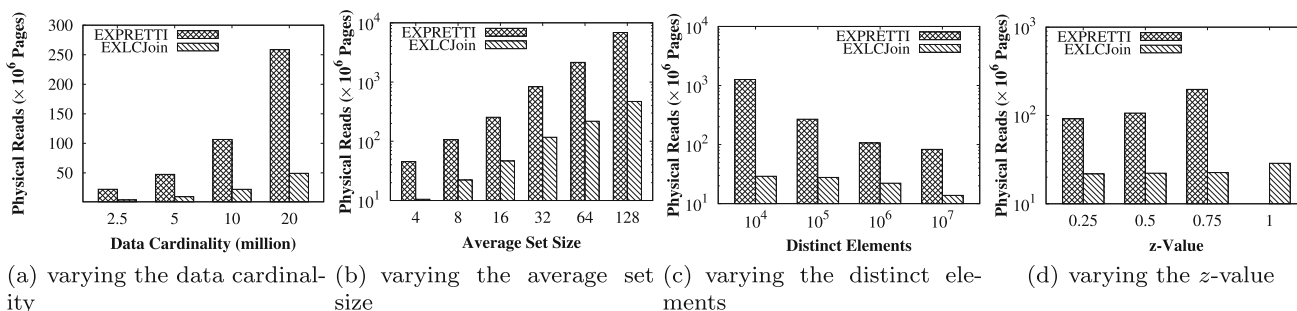 Physical Reads (× 10^6 Pages)
300
250
200
150
100
50
EXPRETTI
EXLCJoin
2.5 5 10 20
Data Cardinality (million)
(a) varying the data cardinal-
ity
Physical Reads (× 10^6 Pages)
10^4
10^3
10^2
10^1
EXPRETTI
EXLCJoin
4 8 16 32 64 128
Average Set Size
(b) varying the average set
size
Physical Reads (× 10^6 Pages)
10^4
10^3
10^2
10^1
EXPRETTI
EXLCJoin
10^4 10^5 10^6 10^7
Distinct Elements
(c) varying the distinct ele-
ments
Physical Reads (× 10^6 Pages)
10^3
10^2
10^1
EXPRETTI
EXLCJoin
0.25 0.5 0.75 1
z-Value
(d) varying the z-value